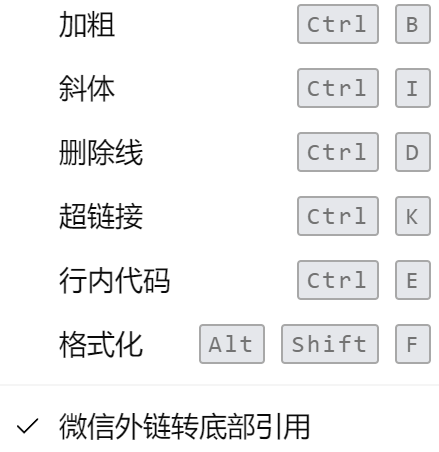 加粗 Ctrl B
斜体 Ctrl I
删除线 Ctrl D
超链接 Ctrl K
行内代码 Ctrl E
格式化 Alt Shift F
✓ 微信外链转底部引用